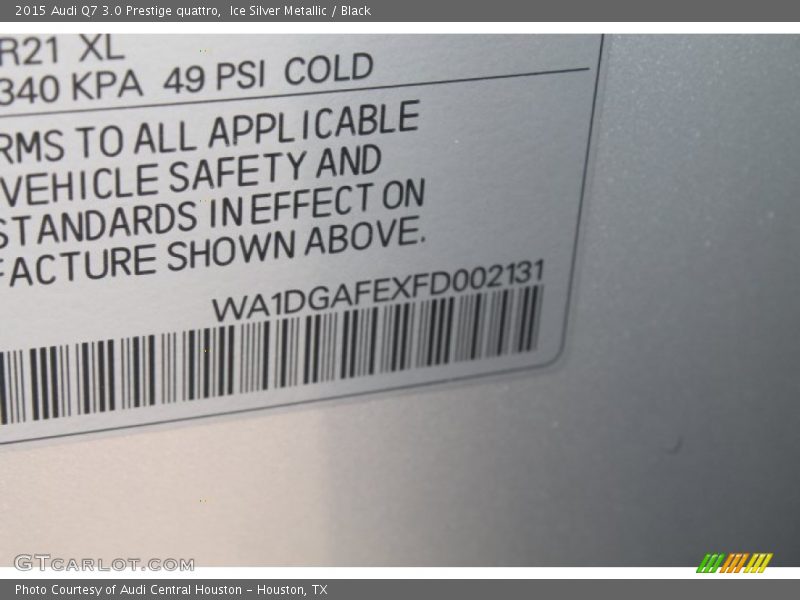 2015 Audi Q7 3.0 Prestige quattro, Ice Silver Metallic / Black
R21 XL
340 KPA 49 PSI COLD
RMS TO ALL APPLICABLE
VEHICLE SAFETY AND
STANDARDS IN EFFECT ON
FACTURE SHOWN ABOVE.
WA1DGAFEXFD002131
GTCARLOT.COM
Photo Courtesy of Audi Central Houston - Houston, TX